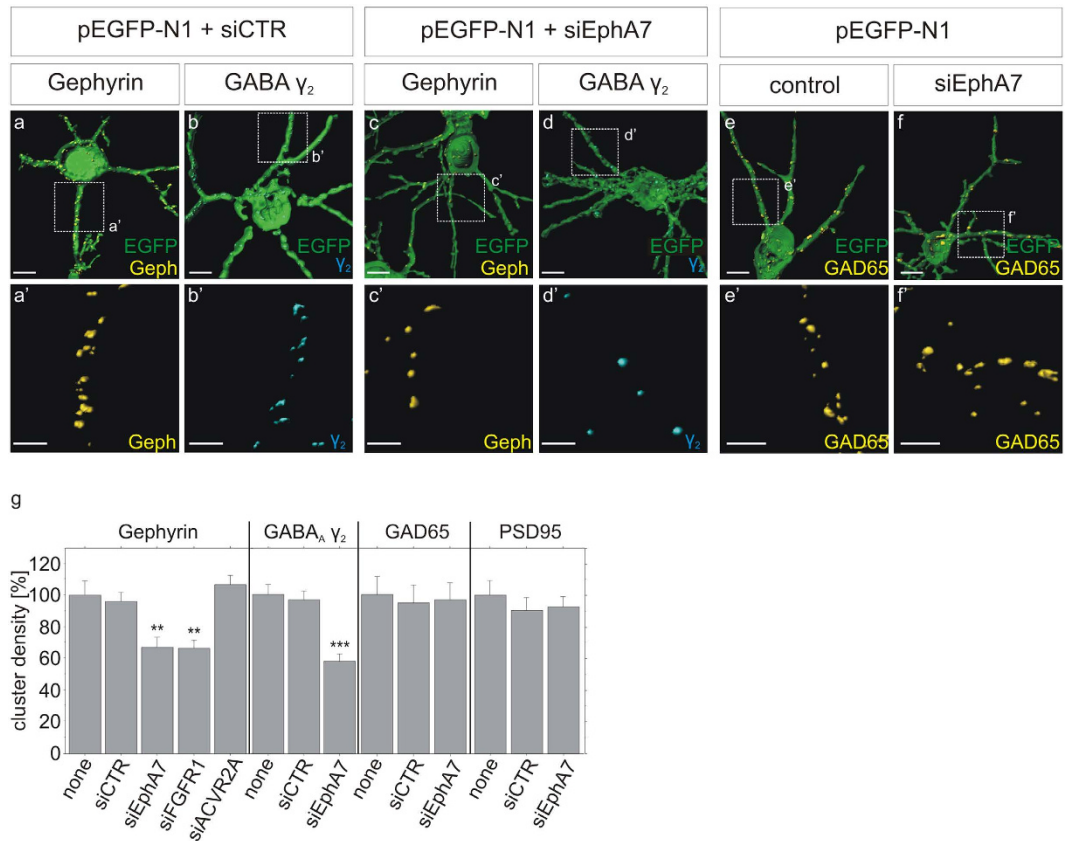 pEGFP-N1 + siCTR
pEGFP-N1 + siEphA7
pEGFP-N1
Gephyrin
GABA γ₂
Gephyrin
GABA γ₂
control
siEphA7
a
a'
EGFP
Geph
b
b'
EGFP
γ₂
c
c'
EGFP
Geph
d
d'
EGFP
γ₂
e
e'
EGFP
GAD65
f
f'
EGFP
GAD65
a'
Geph
b'
γ₂
c'
Geph
d'
γ₂
e'
GAD65
f'
GAD65
g
Gephyrin
GABA_A γ₂
GAD65
PSD95
cluster density [%]
120
100
80
60
40
20
0
**
**
***
none
siCTR
siEphA7
siFGFR1
siACVR2A
none
siCTR
siEphA7
none
siCTR
siEphA7
none
siCTR
siEphA7